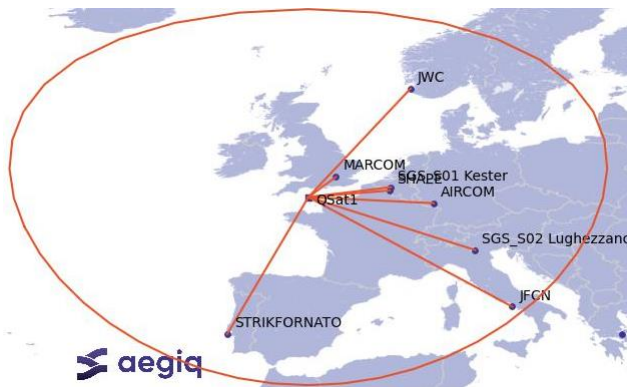 JWC
MARCOM
SGS_S01 Kester
SHAPE
QSat1
AIRCOM
SGS_S02 Lughezzano
JFCN
STRIKFORNATO
aegiq